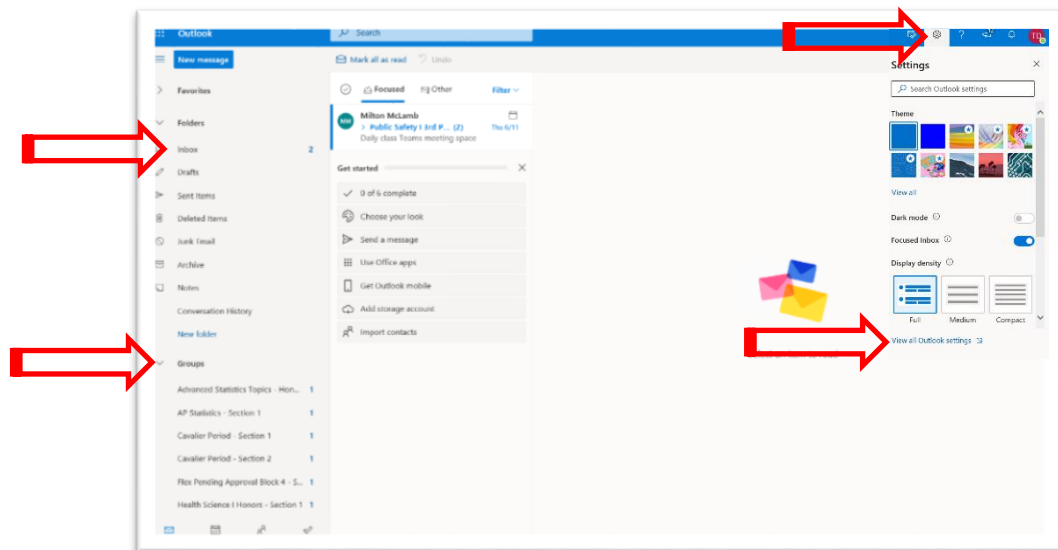 Outlook
Search
New message
Mark all as read
Undo
Favorites
Folders
Inbox 2
Drafts
Sent Items
Deleted Items
Junk Email
Archive
Notes
Conversation History
New folder
Groups
Advanced Statistics Topics - Hon... 1
AP Statistics - Section 1 1
Cavalier Period - Section 1 1
Cavalier Period - Section 2 1
Flex Pending Approval Block 4 - S... 1
Health Science I Honors - Section 1 1
Focused
Other
Filter
MM
Milton McLamb
> Public Safety I 3rd P... (2) Thu 6/11
Daily class Teams meeting space
Get started
0 of 6 complete
Choose your look
Send a message
Use Office apps
Get Outlook mobile
Add storage account
Import contacts
to read
TD
Settings
Search Outlook settings
Theme
View all
Dark mode
Focused Inbox
Display density
Full Medium Compact
View all Outlook settings